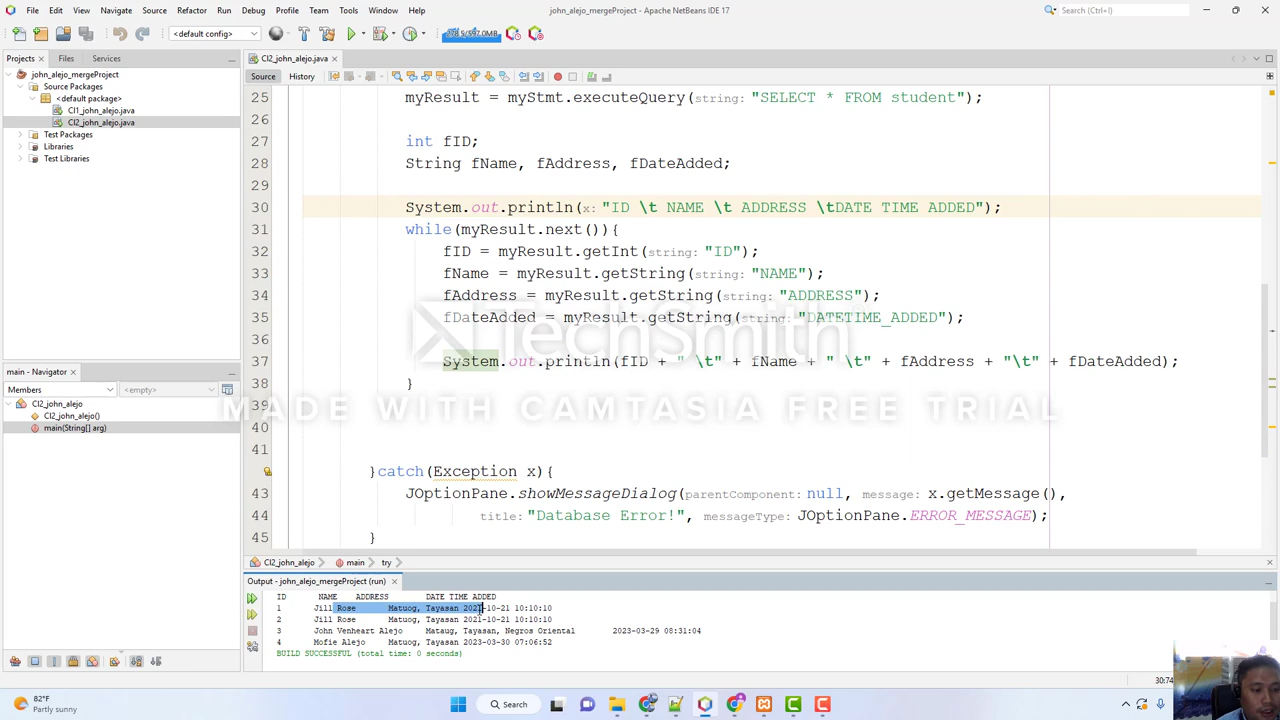 File Edit View Navigate Source Refactor Run Debug Profile Team Tools Window Help
john_alejo_mergeProject - Apache NetBeans IDE 17
Search (Ctrl+I)
<default config>
Projects Files Services
john_alejo_mergeProject
Source Packages
<default package>
CI1_john_alejo.java
CI2_john_alejo.java
Test Packages
Libraries
Test Libraries
CI2_john_alejo.java
Source History
25 myResult = myStmt.executeQuery(string: "SELECT * FROM student");
26
27 int fID;
28 String fName, fAddress, fDateAdded;
29
30 System.out.println(x: "ID \t NAME \t ADDRESS \tDATE TIME ADDED");
31 while(myResult.next()){
32 fID = myResult.getInt(string: "ID");
33 fName = myResult.getString(string: "NAME");
34 fAddress = myResult.getString(string: "ADDRESS");
35 fDateAdded = myResult.getString(string: "DATETIME_ADDED");
36
37 System.out.println(fID + " \t" + fName + " \t" + fAddress + "\t" + fDateAdded);
38 }
39
40
41
}catch(Exception x){
43 JOptionPane.showMessageDialog(parentComponent: null, message: x.getMessage(),
44 title: "Database Error!", messageType: JOptionPane.ERROR_MESSAGE);
45 }
TechSmith
MADE WITH CAMTASIA FREE TRIAL
main - Navigator
Members <empty>
CI2_john_alejo
CI2_john_alejo()
main(String[] arg)
CI2_john_alejo main try
Output - john_alejo_mergeProject (run)
ID NAME ADDRESS DATE TIME ADDED
1 Jill Rose Matuog, Tayasan 2021-10-21 10:10:10
2 Jill Rose Matuog, Tayasan 2021-10-21 10:10:10
3 John Venheart Alejo Mataug, Tayasan, Negros Oriental 2023-03-29 08:31:04
4 Mofie Alejo Matuog, Tayasan 2023-03-30 07:06:52
BUILD SUCCESSFUL (total time: 0 seconds)
30:74
82°F
Partly sunny
Search